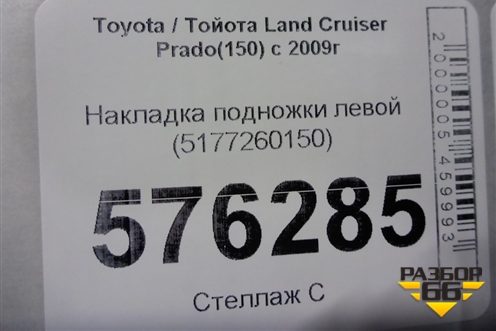 Toyota / Тойота Land Cruiser
Prado(150) с 2009г
Накладка подножки левой
(5177260150)
576285
Стеллаж С
2000005459993
РАЗБОР
66